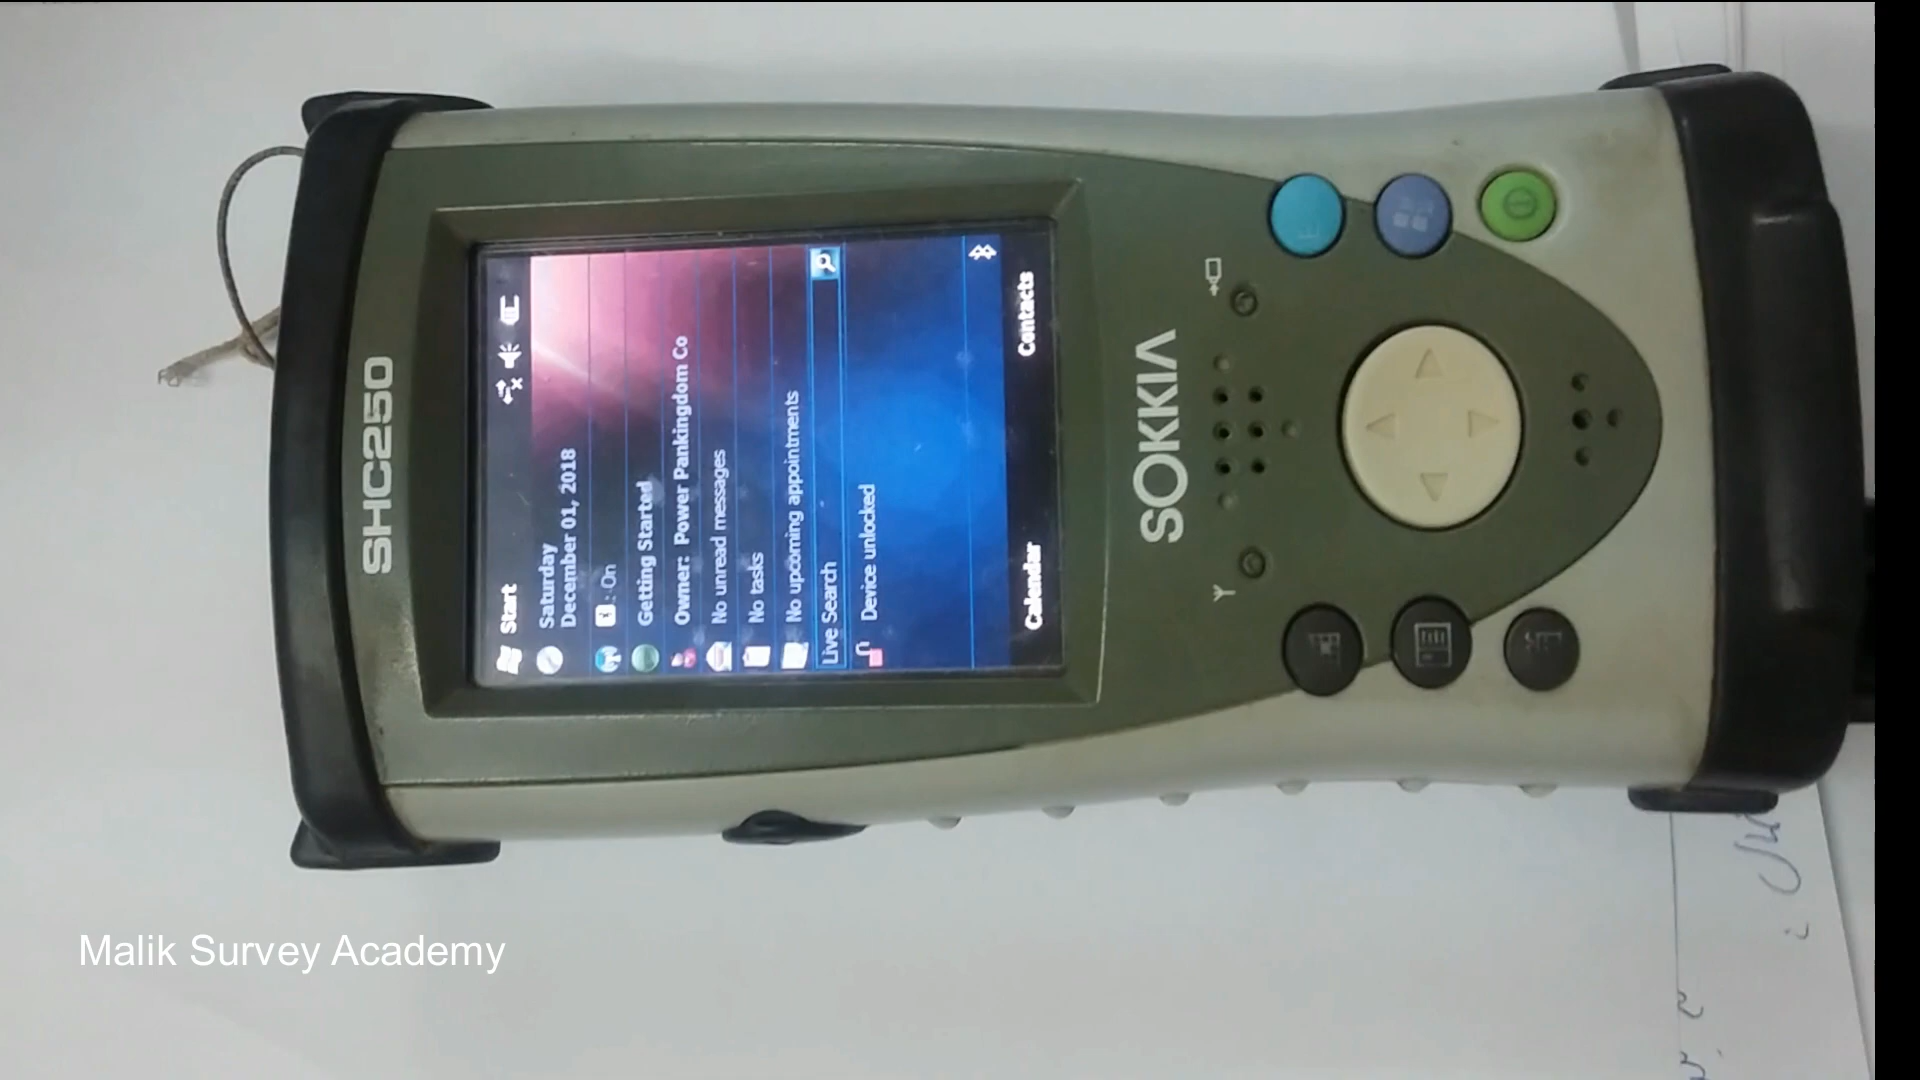 SHC250
Start
Saturday
December 01, 2018
: On
Getting Started
Owner: Power Pankingdom Co
No unread messages
No tasks
No upcoming appointments
Live Search
Device unlocked
Calendar
Contacts
SOKKIA
Malik Survey Academy